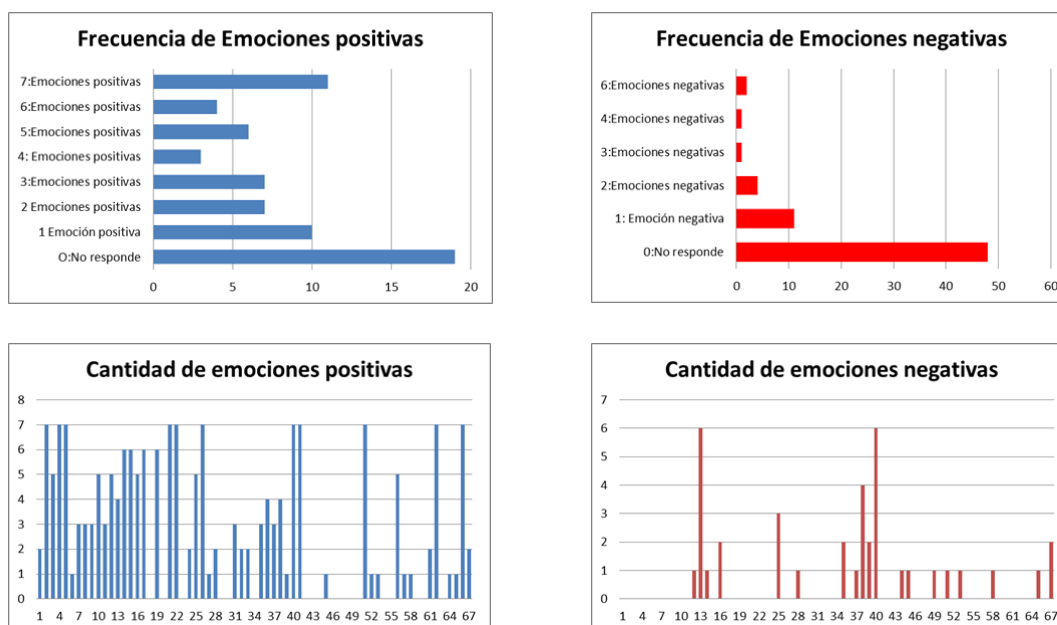 Frecuencia de Emociones positivas
7:Emociones positivas
6:Emociones positivas
5:Emociones positivas
4: Emociones positivas
3:Emociones positivas
2 Emociones positivas
1 Emoción positiva
O:No responde
0 5 10 15 20
Frecuencia de Emociones negativas
6:Emociones negativas
4:Emociones negativas
3:Emociones negativas
2:Emociones negativas
1: Emoción negativa
0:No responde
0 10 20 30 40 50 60
Cantidad de emociones positivas
8
7
6
5
4
3
2
1
0
1 4 7 10 13 16 19 22 25 28 31 34 37 40 43 46 49 52 55 58 61 64 67
Cantidad de emociones negativas
7
6
5
4
3
2
1
0
1 4 7 10 13 16 19 22 25 28 31 34 37 40 43 46 49 52 55 58 61 64 67